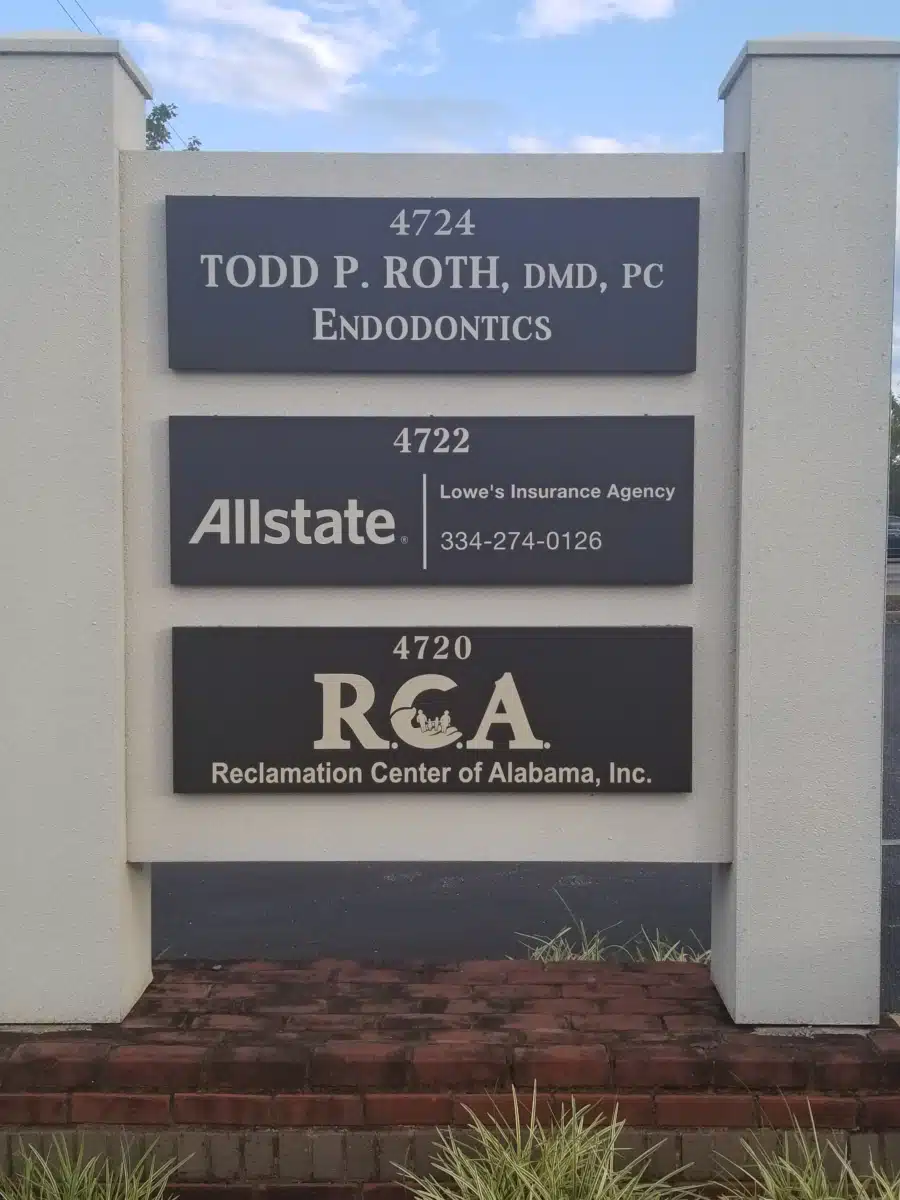 4724
TODD P. ROTH, DMD, PC
ENDODONTICS
4722
Allstate®
Lowe's Insurance Agency
334-274-0126
4720
R.C.A.
Reclamation Center of Alabama, Inc.